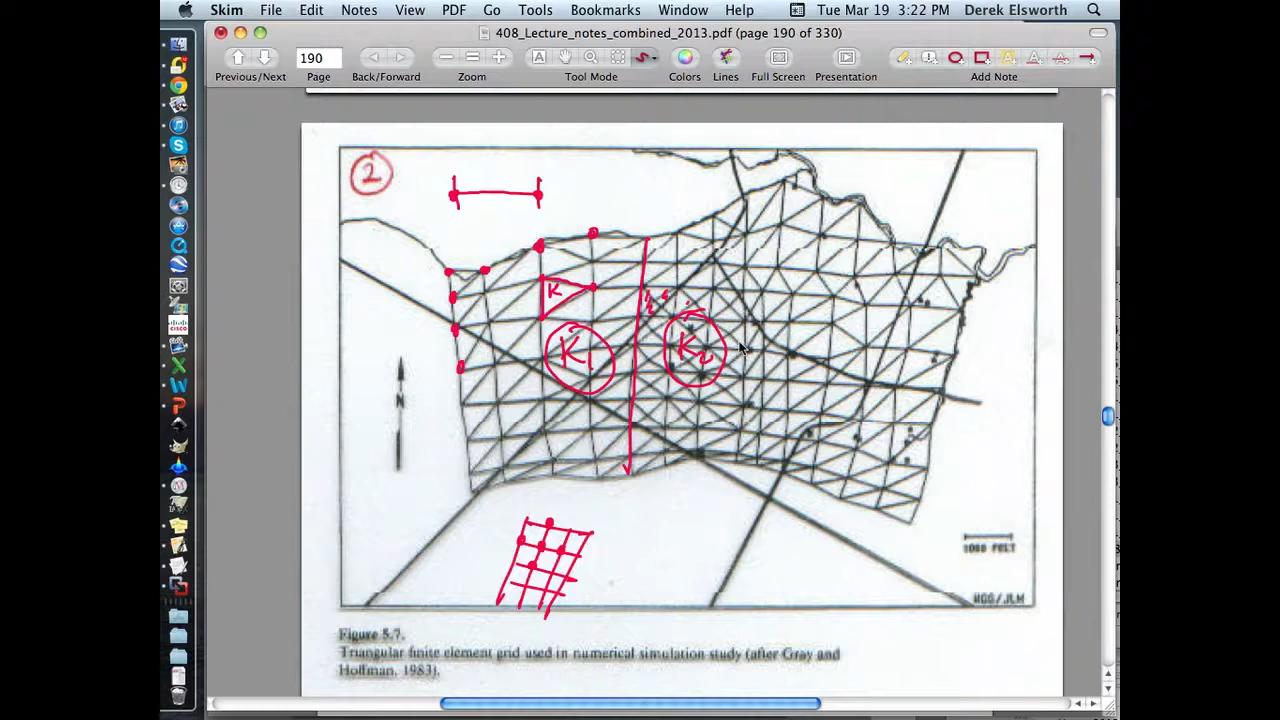 Skim File Edit Notes View Go PDF Tools Bookmarks Window Help Tue Mar 19 3:22 PM Derek Elsworth
408_Lecture_notes_combined_2013.pdf (page 190 of 330)
190
Previous/Next Page Back/Forward Zoom Tool Mode Colors Lines Full Screen Presentation Add Note
2
K
K1
K2
N
1000 FEET
WGG/JLM
Figure 5.7.
Triangular finite element grid used in numerical simulation study (after Gray and
Hoffman, 1983).